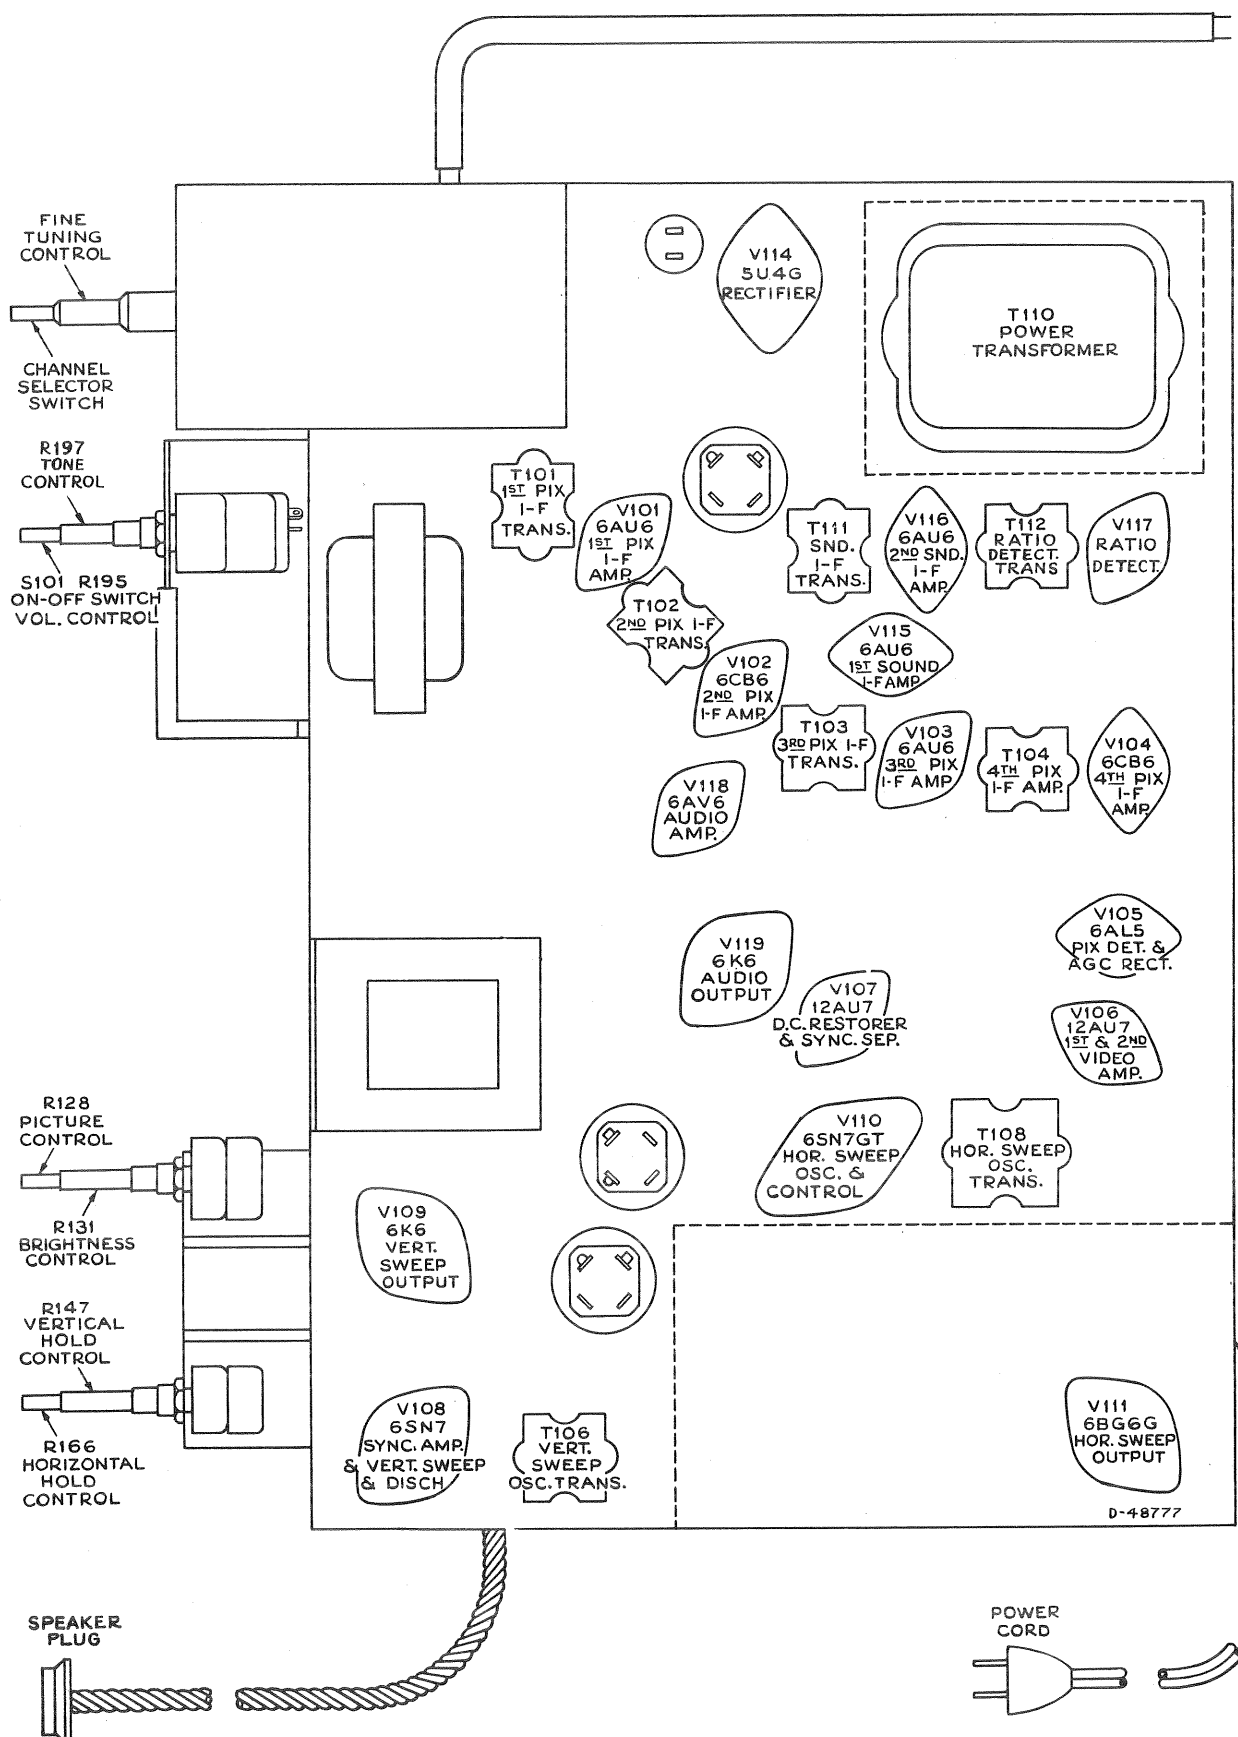 FINE
TUNING
CONTROL
CHANNEL
SELECTOR
SWITCH
R197
TONE
CONTROL
S101 R195
ON-OFF SWITCH
VOL. CONTROL
V114
5U4G
RECTIFIER
T110
POWER
TRANSFORMER
T101
1ST PIX
I-F
TRANS.
V101
6AU6
1ST PIX
I-F
AMP.
T102
2ND PIX I-F
TRANS.
V102
6CB6
2ND PIX
I-F AMP.
T111
SND.
I-F
TRANS.
V116
6AU6
2ND SND.
I-F
AMP.
T112
RATIO
DETECT.
TRANS
V117
RATIO
DETECT.
V115
6AU6
1ST SOUND
I-F AMP.
T103
3RD PIX I-F
TRANS.
V103
6AU6
3RD PIX
I-F AMP.
T104
4TH PIX
I-F AMP.
V104
6CB6
4TH PIX
I-F
AMP.
V118
6AV6
AUDIO
AMP.
V119
6K6
AUDIO
OUTPUT
V107
12AU7
D.C. RESTORER
& SYNC. SEP.
V105
6AL5
PIX DET. &
AGC RECT.
V106
12AU7
1ST & 2ND
VIDEO
AMP.
V110
6SN7GT
HOR. SWEEP
OSC. &
CONTROL
T108
HOR. SWEEP
OSC.
TRANS.
R128
PICTURE
CONTROL
R131
BRIGHTNESS
CONTROL
V109
6K6
VERT.
SWEEP
OUTPUT
R147
VERTICAL
HOLD
CONTROL
R166
HORIZONTAL
HOLD
CONTROL
V108
6SN7
SYNC. AMP.
& VERT. SWEEP
& DISCH
T106
VERT.
SWEEP
OSC. TRANS.
V111
6BG6G
HOR. SWEEP
OUTPUT
D-48777
SPEAKER
PLUG
POWER
CORD